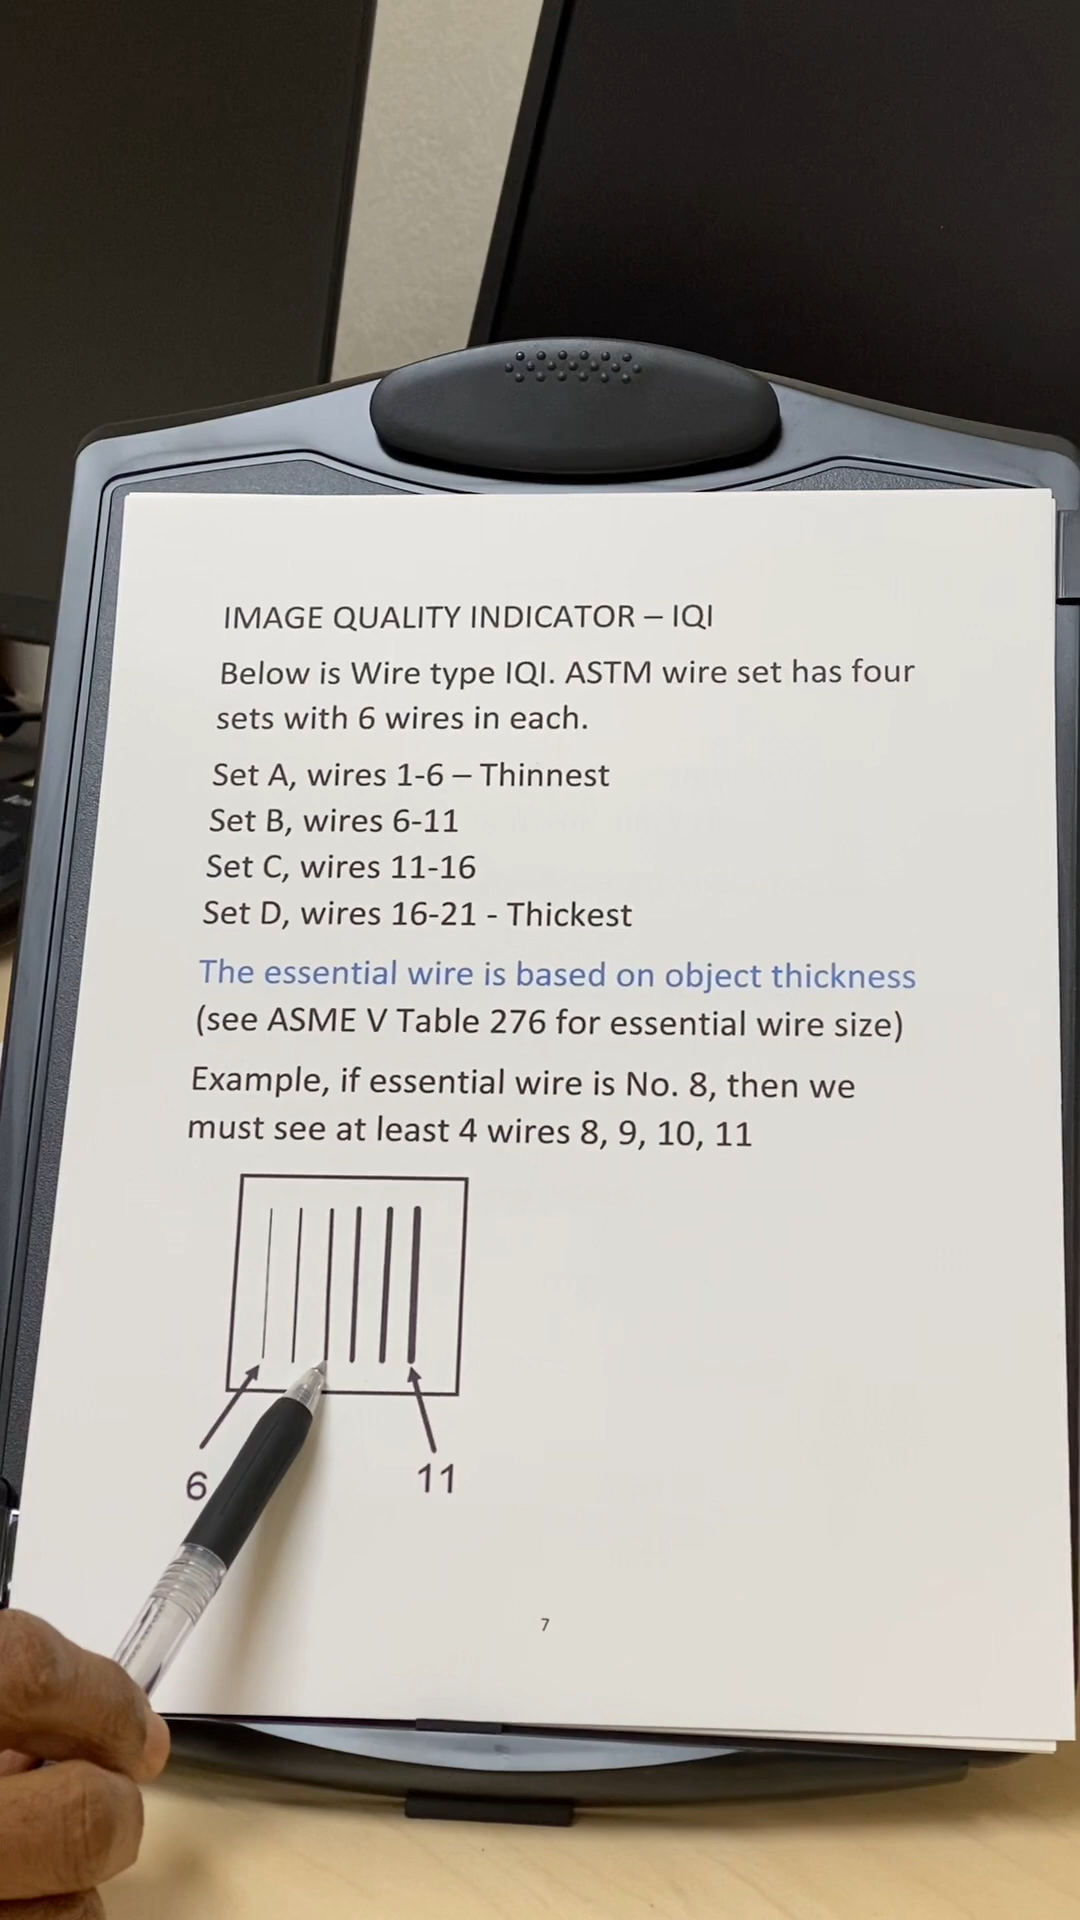 IMAGE QUALITY INDICATOR – IQI
Below is Wire type IQI. ASTM wire set has four
sets with 6 wires in each.
Set A, wires 1-6 – Thinnest
Set B, wires 6-11
Set C, wires 11-16
Set D, wires 16-21 - Thickest
The essential wire is based on object thickness
(see ASME V Table 276 for essential wire size)
Example, if essential wire is No. 8, then we
must see at least 4 wires 8, 9, 10, 11
6 11
7